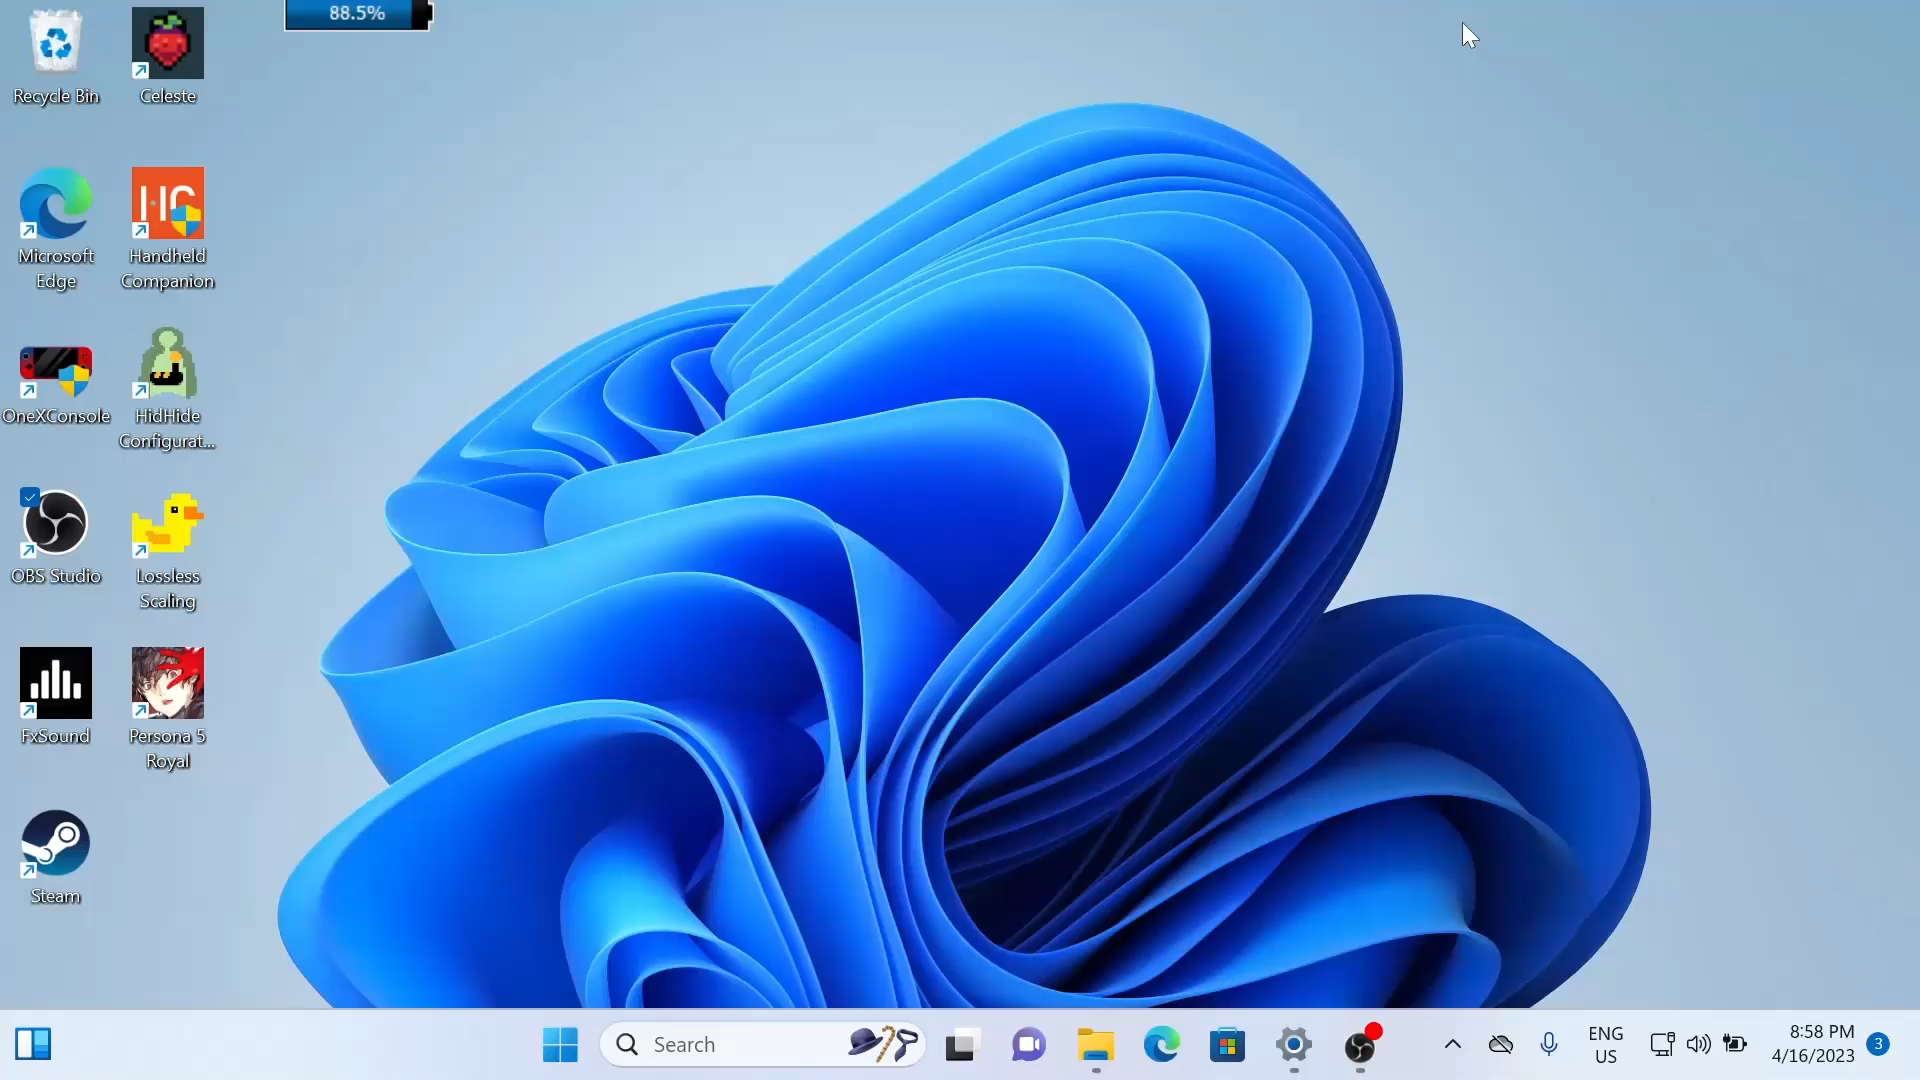 88.5%
Recycle Bin
Celeste
HC
Microsoft
Edge
Handheld
Companion
OneXConsole
HidHide
Configurat...
OBS Studio
Lossless
Scaling
FxSound
Persona 5
Royal
Steam
Search
ENG
US
8:58 PM
4/16/2023
3